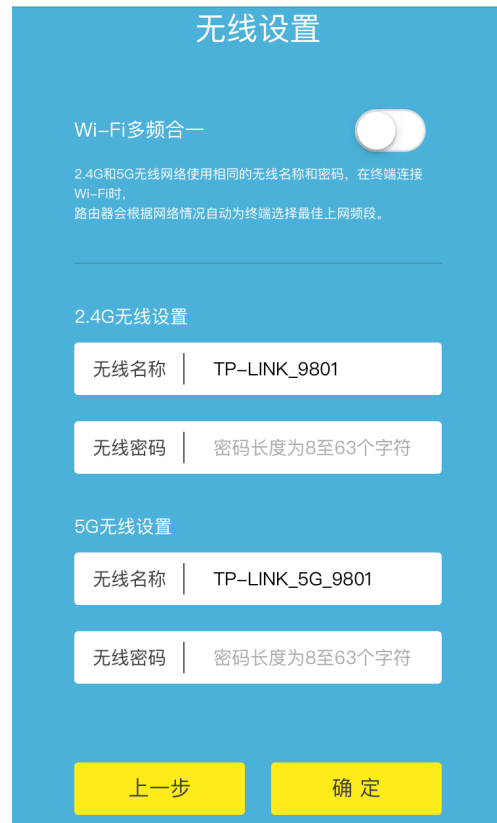 无线设置
Wi-Fi多频合一
2.4G和5G无线网络使用相同的无线名称和密码，在终端连接
Wi-Fi时，
路由器会根据网络情况自动为终端选择最佳上网频段。
2.4G无线设置
无线名称 TP-LINK_9801
无线密码 密码长度为8至63个字符
5G无线设置
无线名称 TP-LINK_5G_9801
无线密码 密码长度为8至63个字符
上一步 确 定